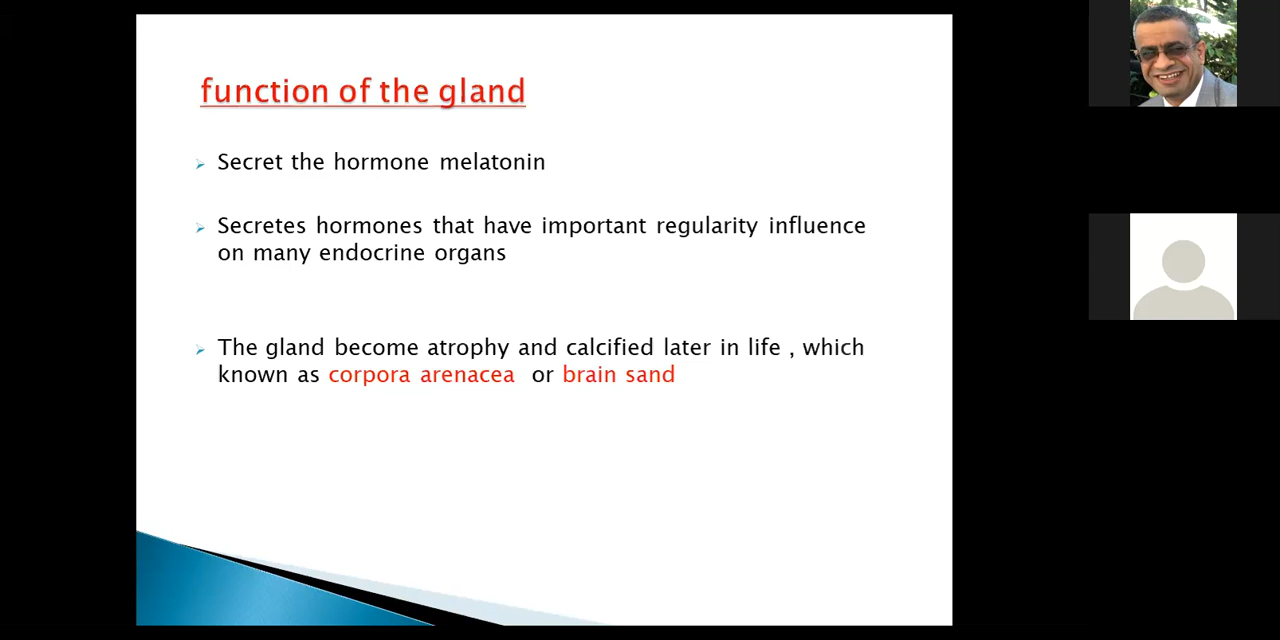 function of the gland
Secret the hormone melatonin
Secretes hormones that have important regularity influence
on many endocrine organs
The gland become atrophy and calcified later in life , which
known as corpora arenacea or brain sand